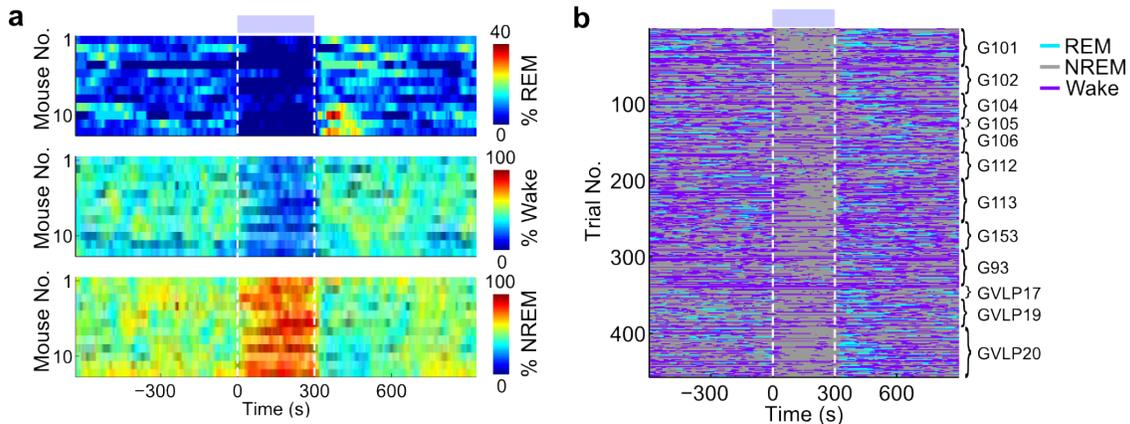 a
Mouse No.
1
10
40
0
% REM
Mouse No.
1
10
100
0
% Wake
Mouse No.
1
10
100
0
% NREM
−300 0 300 600
Time (s)
b
Trial No.
100
200
300
400
G101
G102
G104
G105
G106
G112
G113
G153
G93
GVLP17
GVLP19
GVLP20
REM
NREM
Wake
−300 0 300 600
Time (s)